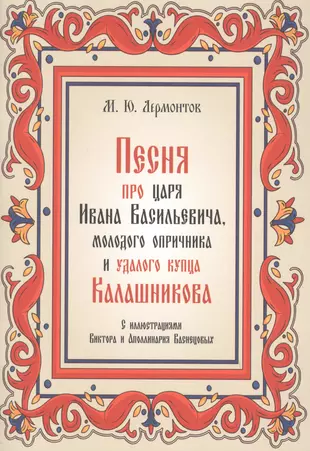 М. Ю. Лермонтов
Песня
про царя
Ивана Васильевича,
молодого опричника
и удалого купца
Калашникова
С иллюстрациями
Виктора и Аполлинария Васнецовых